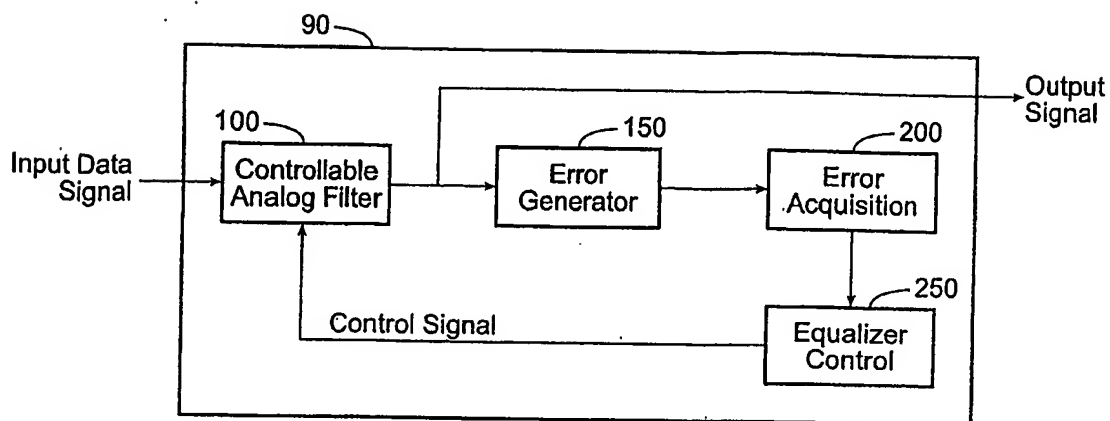 90
Output
Signal
100
150
200
Input Data
Signal
Controllable
Analog Filter
Error
Generator
Error
Acquisition
250
Control Signal
Equalizer
Control